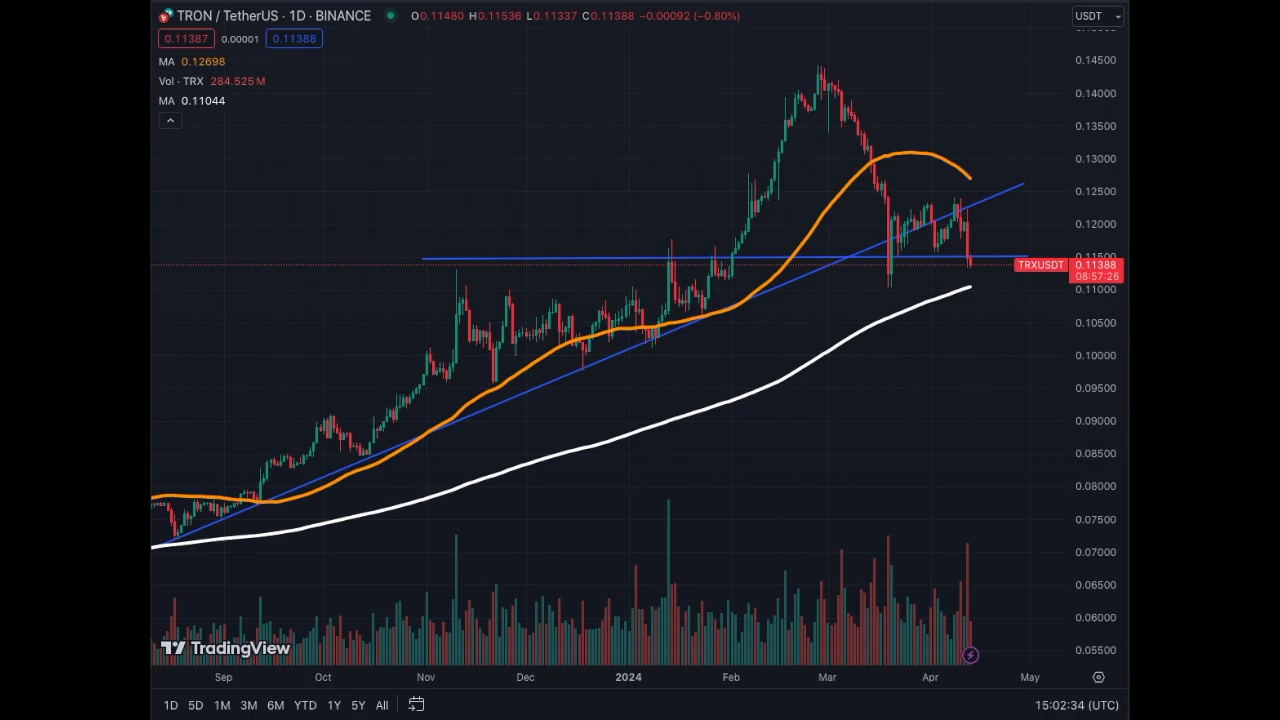 TRON / TetherUS · 1D · BINANCE O0.11480 H0.11536 L0.11337 C0.11388 −0.00092 (−0.80%) USDT
0.11387 0.00001 0.11388
MA 0.12698
Vol · TRX 284.525 M
MA 0.11044
0.14500
0.14000
0.13500
0.13000
0.12500
0.12000
TRXUSDT 0.11388
08:57:26
0.11000
0.10500
0.10000
0.09500
0.09000
0.08500
0.08000
0.07500
0.07000
0.06500
0.06000
0.05500
TradingView
Sep Oct Nov Dec 2024 Feb Mar Apr May
1D 5D 1M 3M 6M YTD 1Y 5Y All 15:02:34 (UTC)